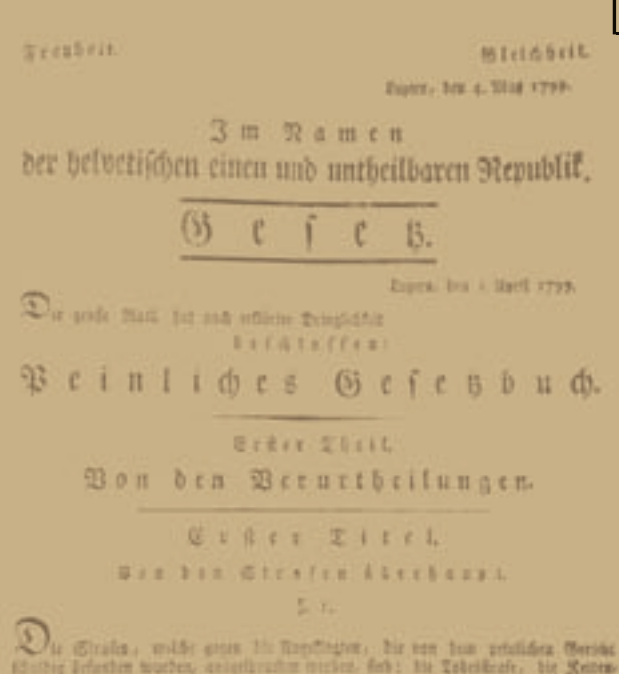 Freyheit. Gleichheit.
Luzern, den 4. May 1799.
Im Namen
der helvetischen einen und untheilbaren Republik.
Gesetz.
Luzern, den 1. April 1799.
Der große Rath hat nach erklärter Dringlichkeit
beschlossen:
Peinliches Gesetzbuch.
Erster Theil.
Von den Verurtheilungen.
Erster Titel.
Von den Strafen überhaupt.
§. 1.
Die Strafen, welche gegen die Angeklagten, die von dem peinlichen Gericht
schuldig befunden worden, ausgesprochen werden, sind: die Todesstrafe, die Ketten-